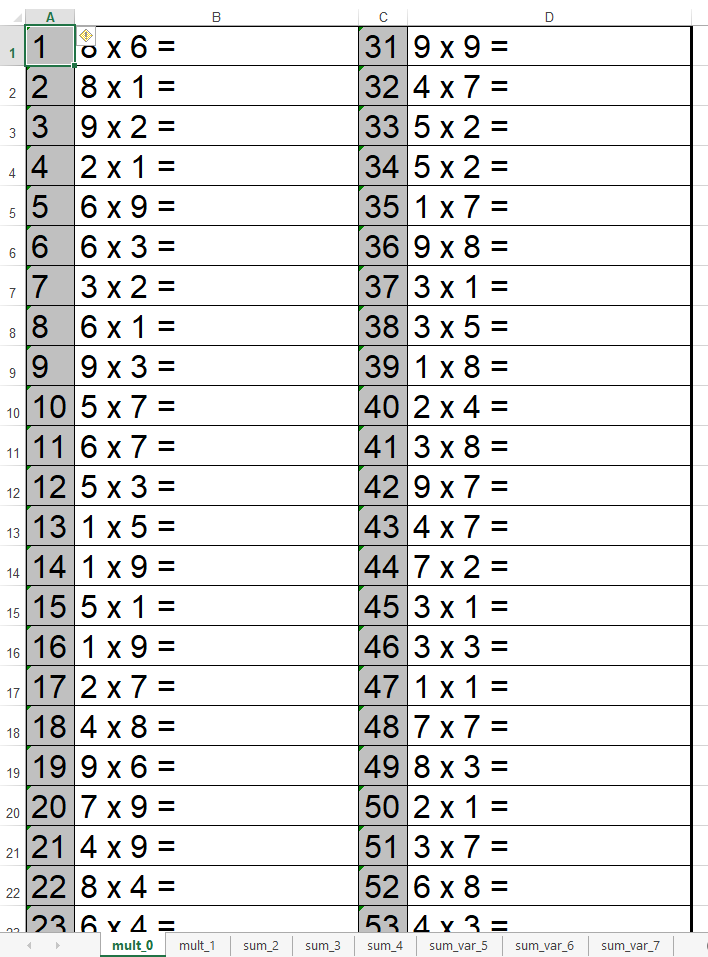 A B C D
1 1 x 6 = 31 9 x 9 =
2 2 8 x 1 = 32 4 x 7 =
3 3 9 x 2 = 33 5 x 2 =
4 4 2 x 1 = 34 5 x 2 =
5 5 6 x 9 = 35 1 x 7 =
6 6 6 x 3 = 36 9 x 8 =
7 7 3 x 2 = 37 3 x 1 =
8 8 6 x 1 = 38 3 x 5 =
9 9 9 x 3 = 39 1 x 8 =
10 10 5 x 7 = 40 2 x 4 =
11 11 6 x 7 = 41 3 x 8 =
12 12 5 x 3 = 42 9 x 7 =
13 13 1 x 5 = 43 4 x 7 =
14 14 1 x 9 = 44 7 x 2 =
15 15 5 x 1 = 45 3 x 1 =
16 16 1 x 9 = 46 3 x 3 =
17 17 2 x 7 = 47 1 x 1 =
18 18 4 x 8 = 48 7 x 7 =
19 19 9 x 6 = 49 8 x 3 =
20 20 7 x 9 = 50 2 x 1 =
21 21 4 x 9 = 51 3 x 7 =
22 22 8 x 4 = 52 6 x 8 =
23 23 6 x 4 = 53 4 x 3 =
mult_0 mult_1 sum_2 sum_3 sum_4 sum_var_5 sum_var_6 sum_var_7